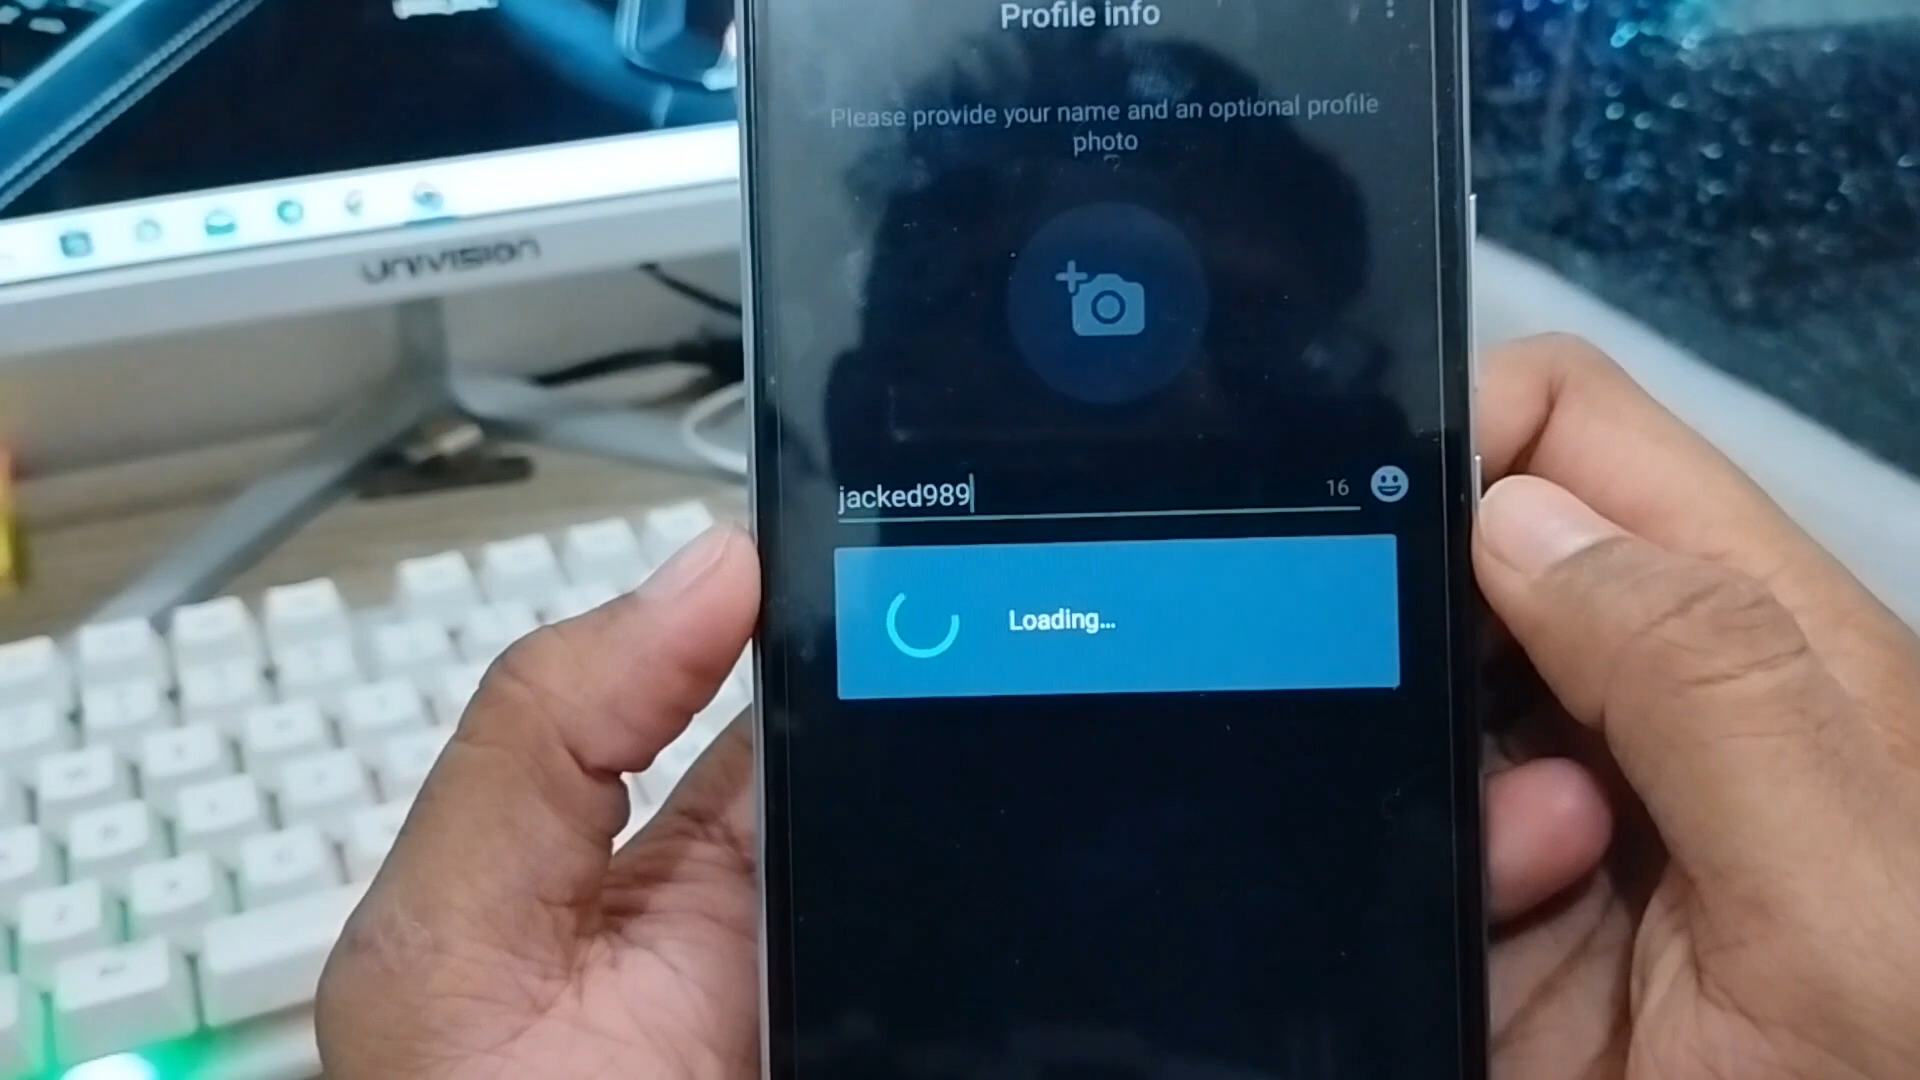 Profile info
Please provide your name and an optional profile
photo
jacked989
16
Loading...
UNIVISION